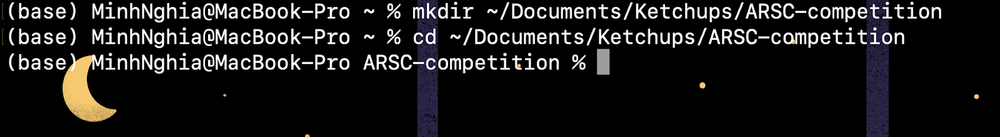 (base) MinhNghia@MacBook-Pro ~ % mkdir ~/Documents/Ketchups/ARSC-competition
(base) MinhNghia@MacBook-Pro ~ % cd ~/Documents/Ketchups/ARSC-competition
(base) MinhNghia@MacBook-Pro ARSC-competition %